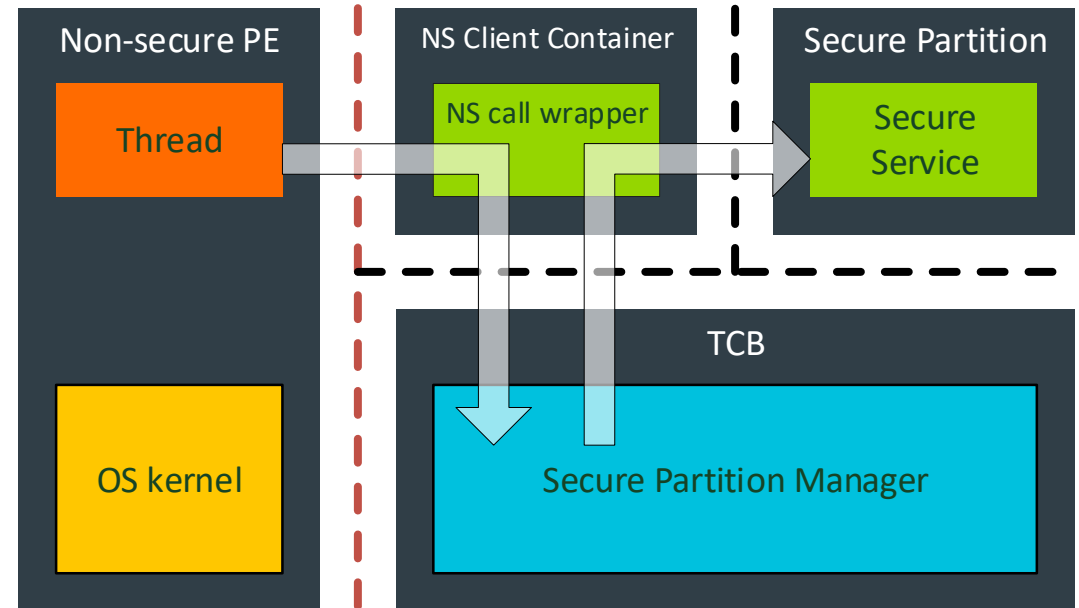 Non-secure PE
Thread
OS kernel
NS Client Container
NS call wrapper
Secure Partition
Secure
Service
TCB
Secure Partition Manager